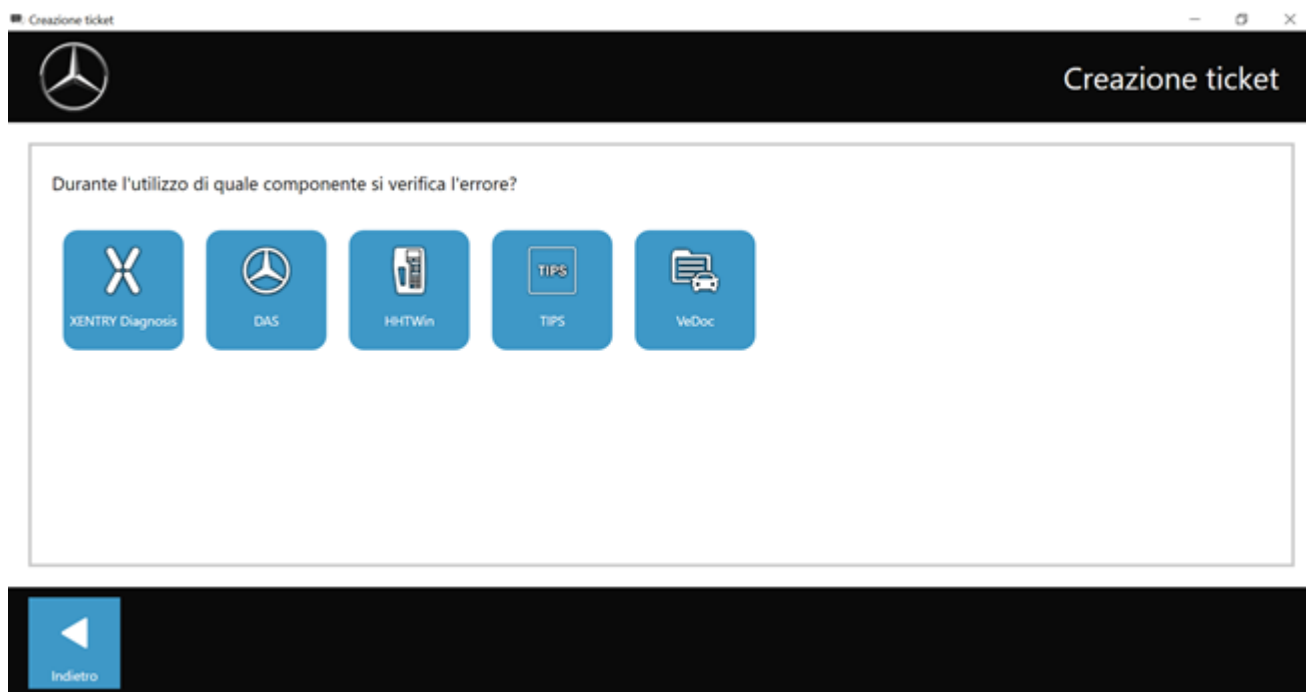 Creazione ticket
Creazione ticket
Durante l'utilizzo di quale componente si verifica l'errore?
TIPS
XENTRY Diagnosis DAS HHTWin TIPS VeDoc
Indietro